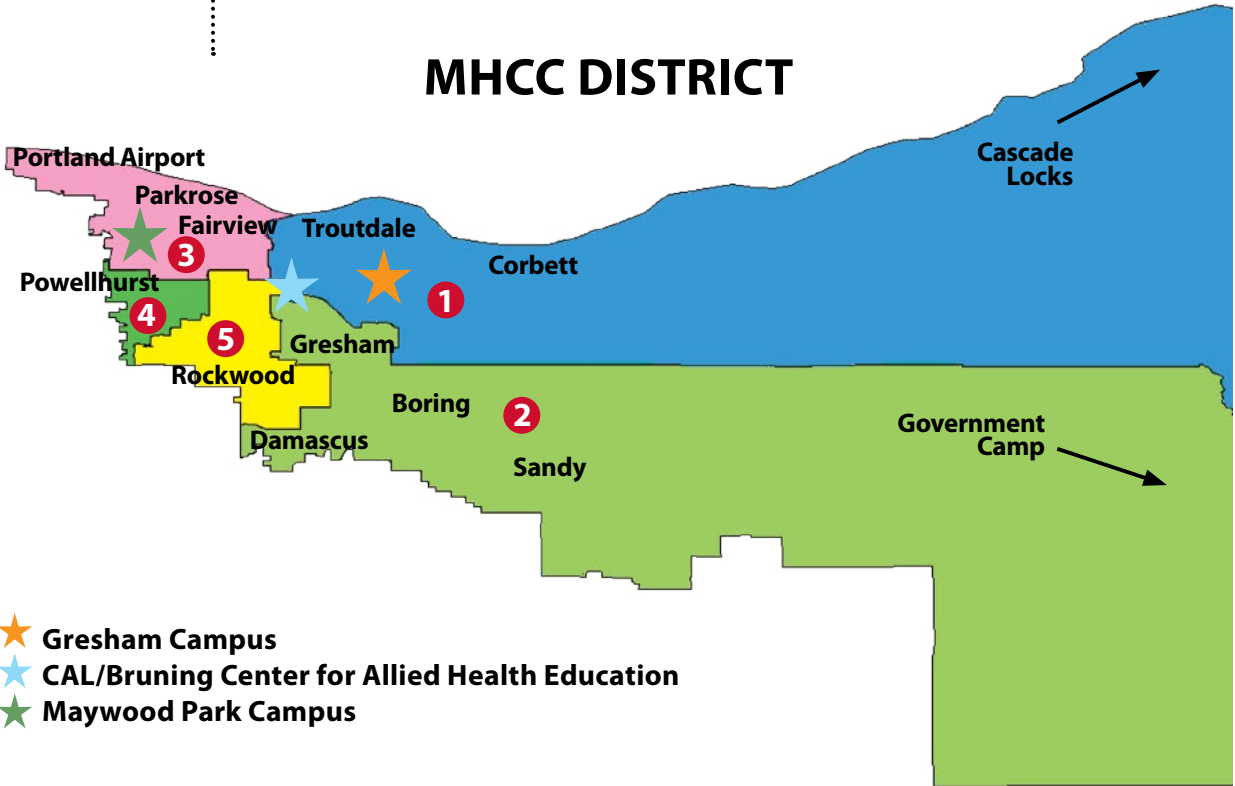 MHCC DISTRICT
Cascade
Locks
Portland Airport
Parkrose
Fairview
Troutdale
3
Corbett
Powellhurst
1
4
5
Gresham
Rockwood
Boring
2
Government
Camp
Damascus
Sandy
Gresham Campus
CAL/Bruning Center for Allied Health Education
Maywood Park Campus